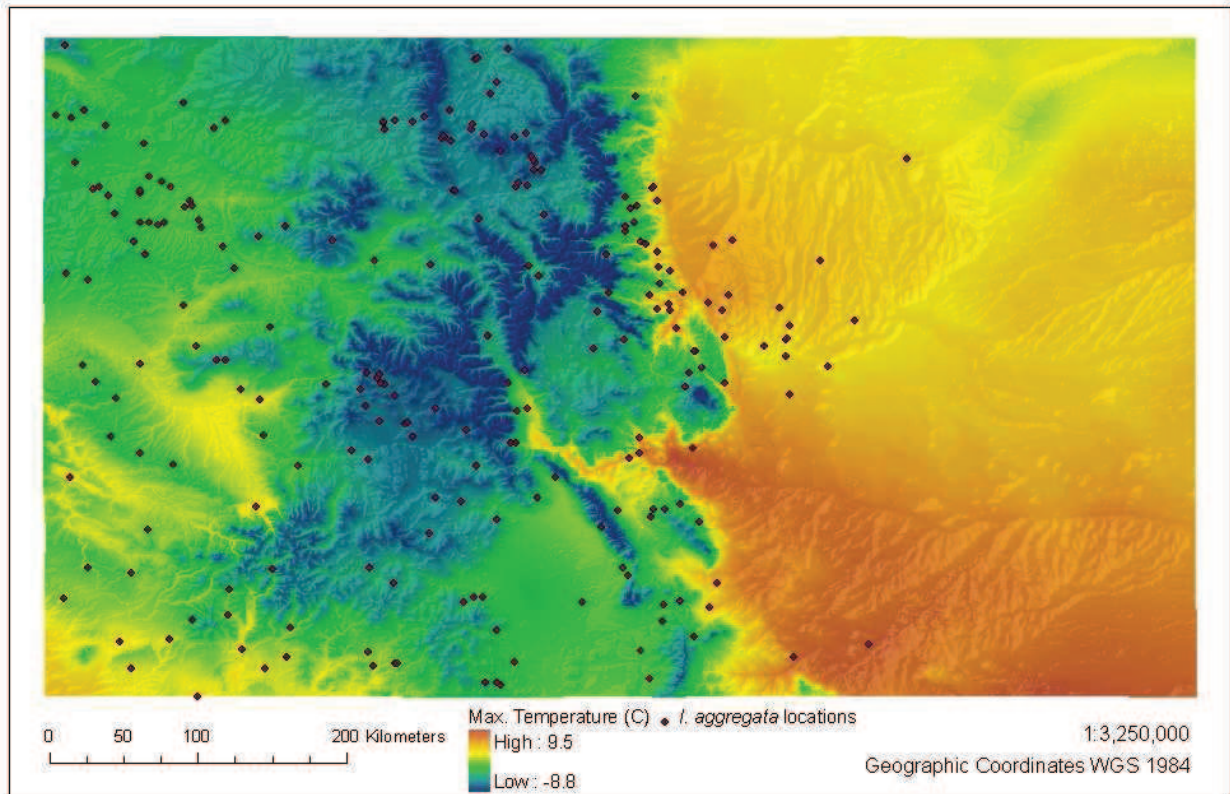 Max. Temperature (C)
I. aggregata locations
High : 9.5
Low : -8.8
0 50 100 200 Kilometers
1:3,250,000
Geographic Coordinates WGS 1984